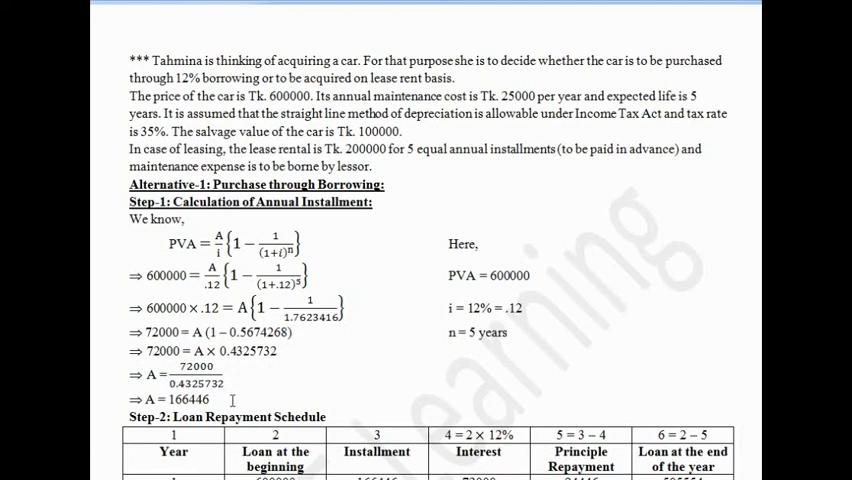 *** Tahmina is thinking of acquiring a car. For that purpose she is to decide whether the car is to be purchased
through 12% borrowing or to be acquired on lease rent basis.
The price of the car is Tk. 600000. Its annual maintenance cost is Tk. 25000 per year and expected life is 5
years. It is assumed that the straight line method of depreciation is allowable under Income Tax Act and tax rate
is 35%. The salvage value of the car is Tk. 100000.
In case of leasing, the lease rental is Tk. 200000 for 5 equal annual installments (to be paid in advance) and
maintenance expense is to be borne by lessor.
Alternative-1: Purchase through Borrowing:
Step-1: Calculation of Annual Installment:
We know,
PVA = A/i {1 − 1/(1+i)^n} Here,
⇒ 600000 = A/.12 {1 − 1/(1+.12)^5} PVA = 600000
⇒ 600000 × .12 = A{1 − 1/1.7623416} i = 12% = .12
⇒ 72000 = A (1 − 0.5674268) n = 5 years
⇒ 72000 = A × 0.4325732
⇒ A = 72000/0.4325732
⇒ A = 166446
Step-2: Loan Repayment Schedule
1 2 3 4 = 2 × 12% 5 = 3 − 4 6 = 2 − 5
Year Loan at the beginning Installment Interest Principle Repayment Loan at the end of the year
Learning